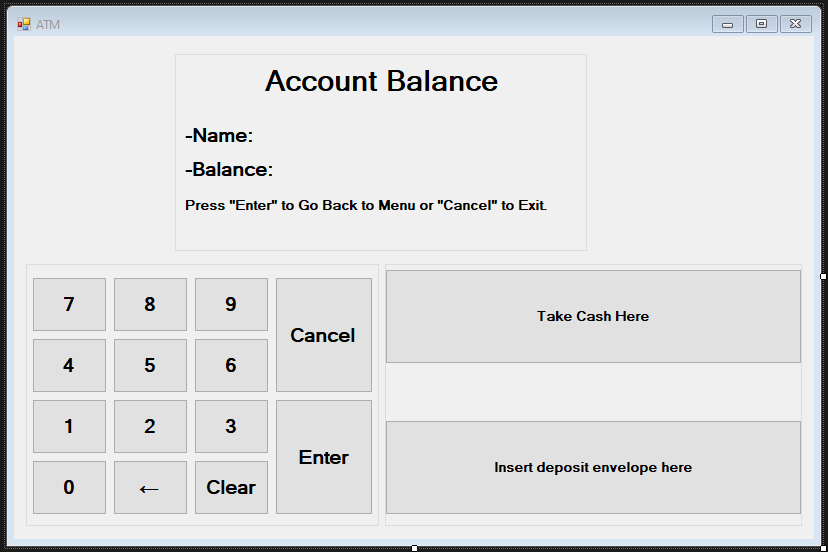 ATM
Account Balance
-Name:
-Balance:
Press "Enter" to Go Back to Menu or "Cancel" to Exit.
7 8 9 Cancel
4 5 6
1 2 3 Enter
0 ← Clear
Take Cash Here
Insert deposit envelope here